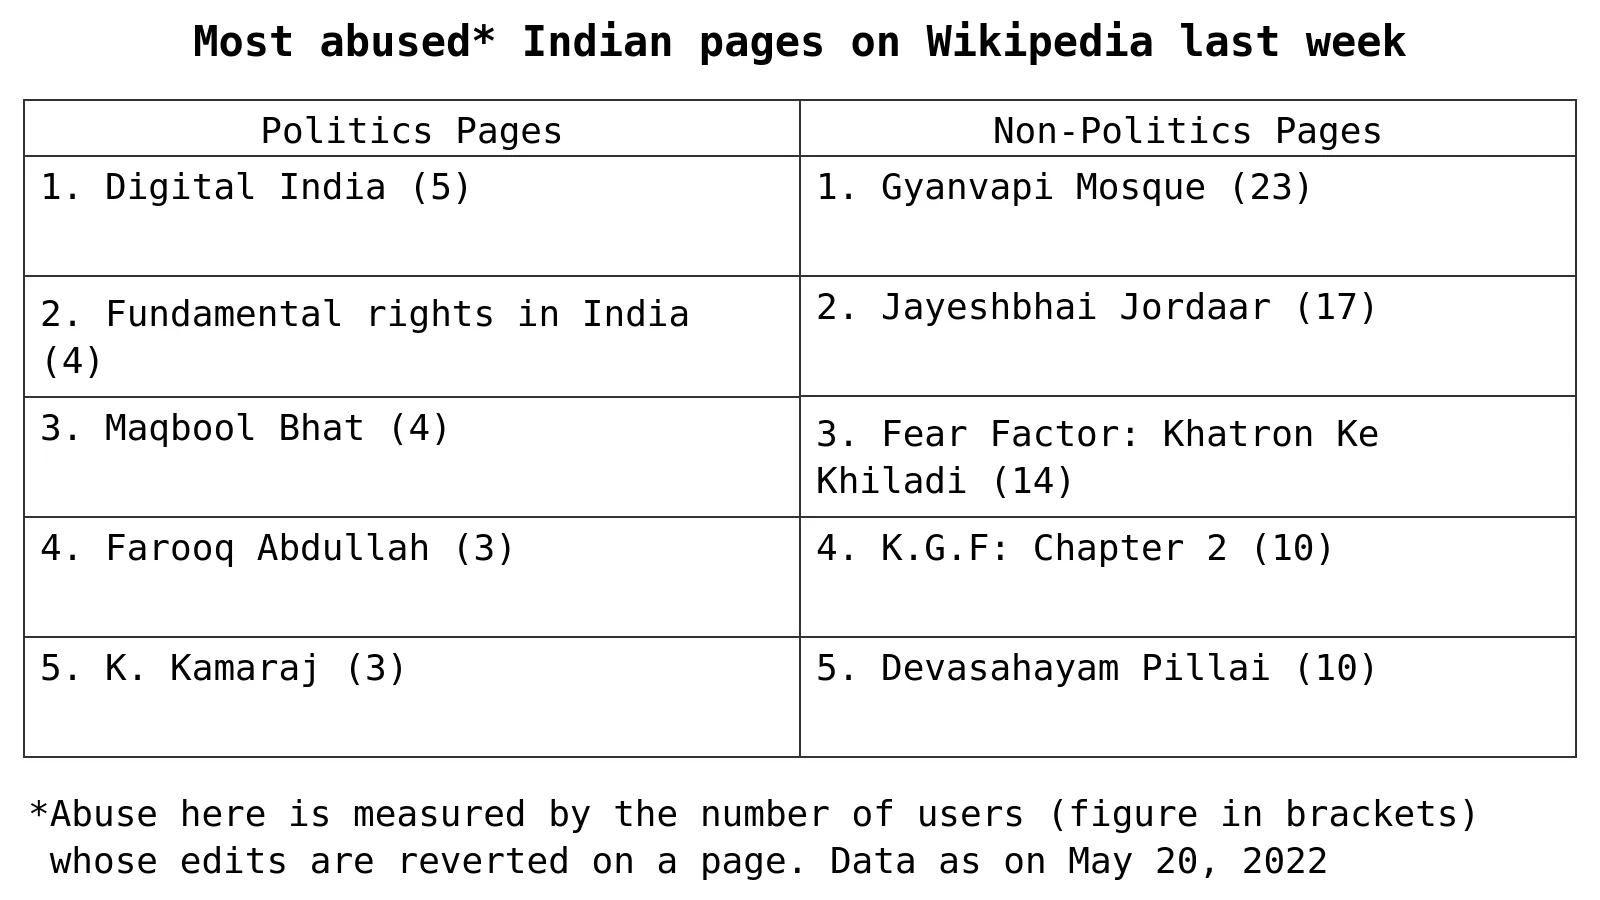 Most abused* Indian pages on Wikipedia last week
Politics Pages
1. Digital India (5)
2. Fundamental rights in India
(4)
3. Maqbool Bhat (4)
4. Farooq Abdullah (3)
5. K. Kamaraj (3)
Non-Politics Pages
1. Gyanvapi Mosque (23)
2. Jayeshbhai Jordaar (17)
3. Fear Factor: Khatron Ke
Khiladi (14)
4. K.G.F: Chapter 2 (10)
5. Devasahayam Pillai (10)
*Abuse here is measured by the number of users (figure in brackets)
whose edits are reverted on a page. Data as on May 20, 2022